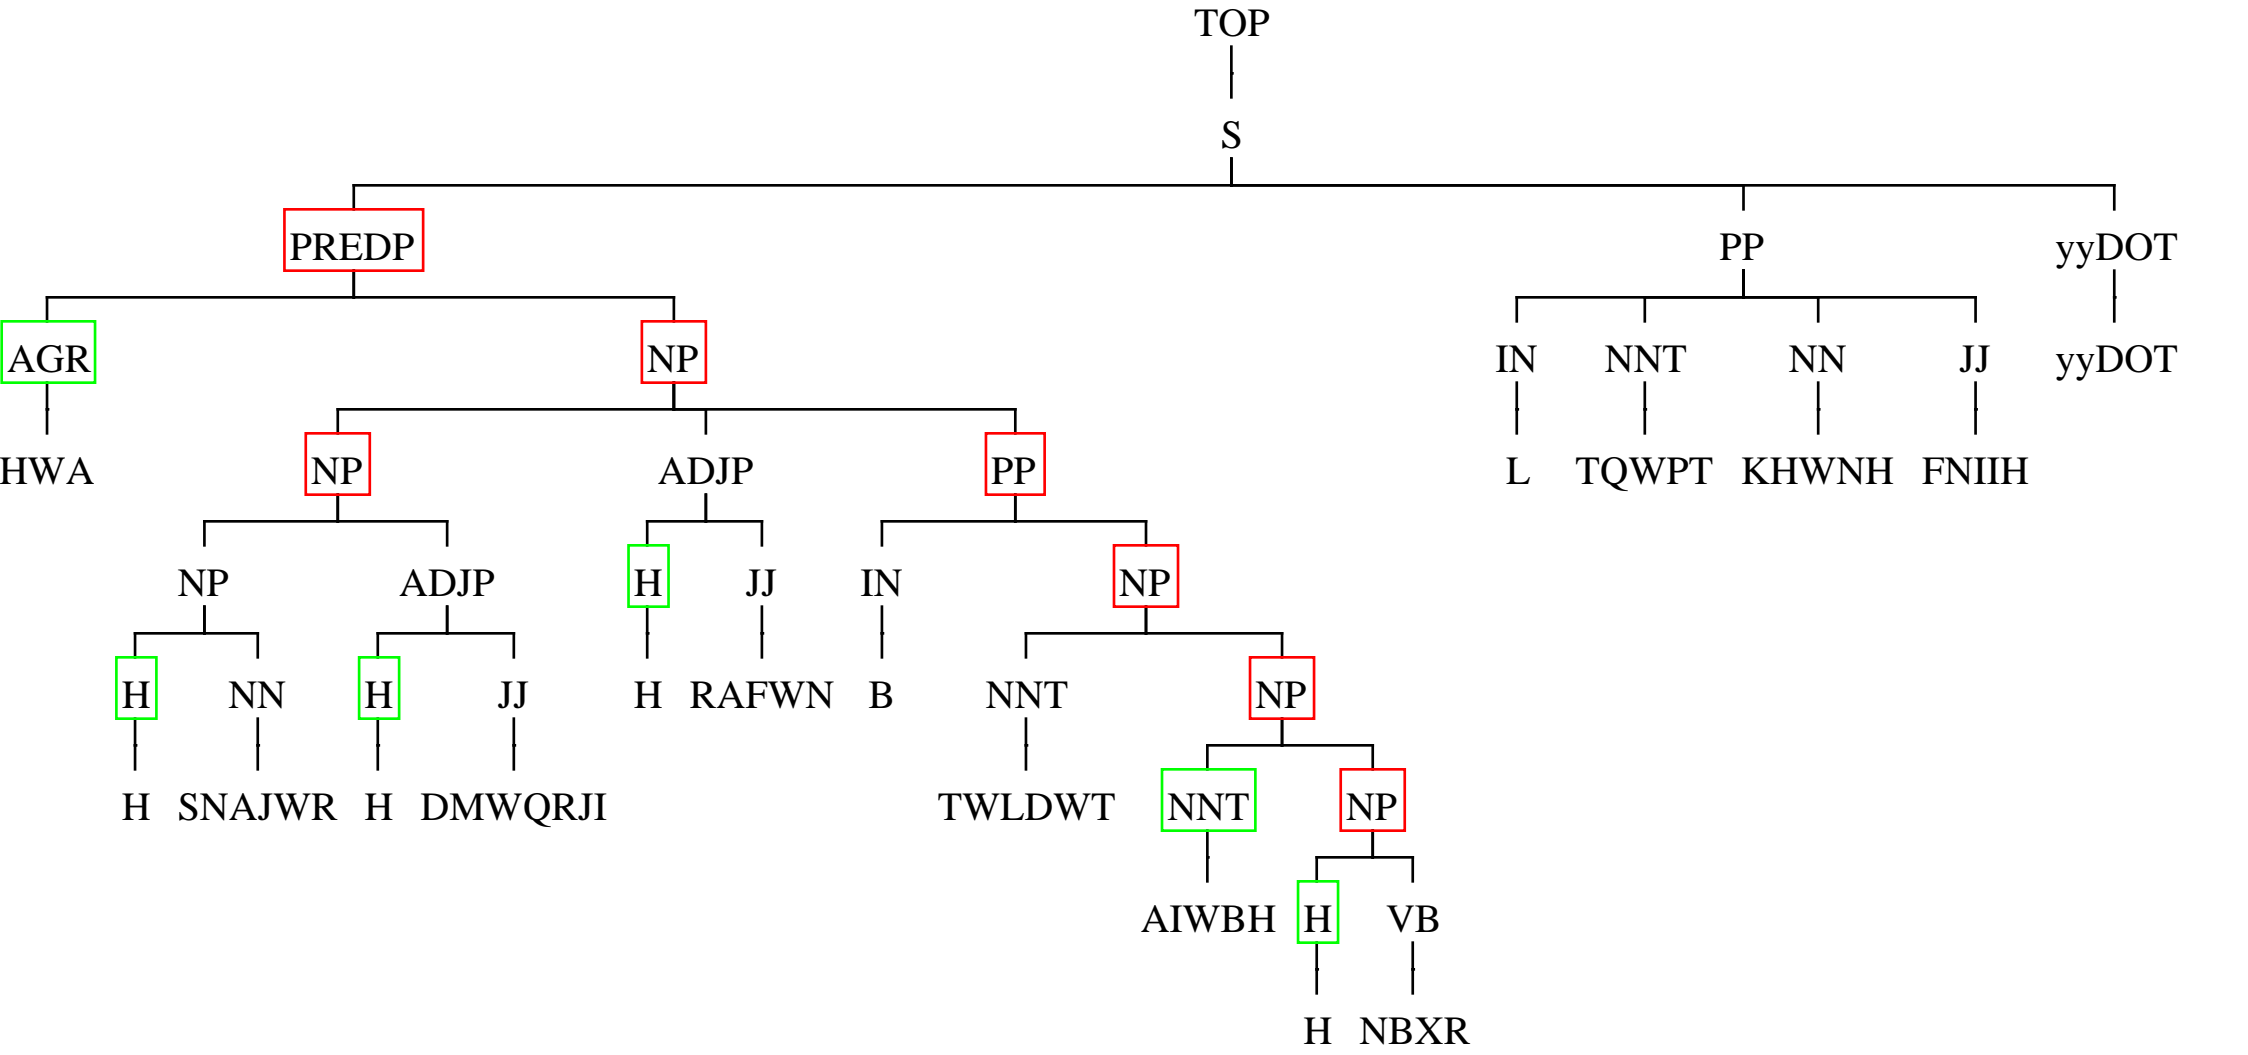 TOP
S
PREDP PP yyDOT
AGR NP IN NNT NN JJ yyDOT
HWA NP ADJP PP L TQWPT KHWNH FNIIH
NP ADJP H JJ IN NP
H NN H JJ H RAFWN B NNT NP
H SNAJWR H DMWQRJI TWLDWT NNT NP
AIWBH H VB
H NBXR